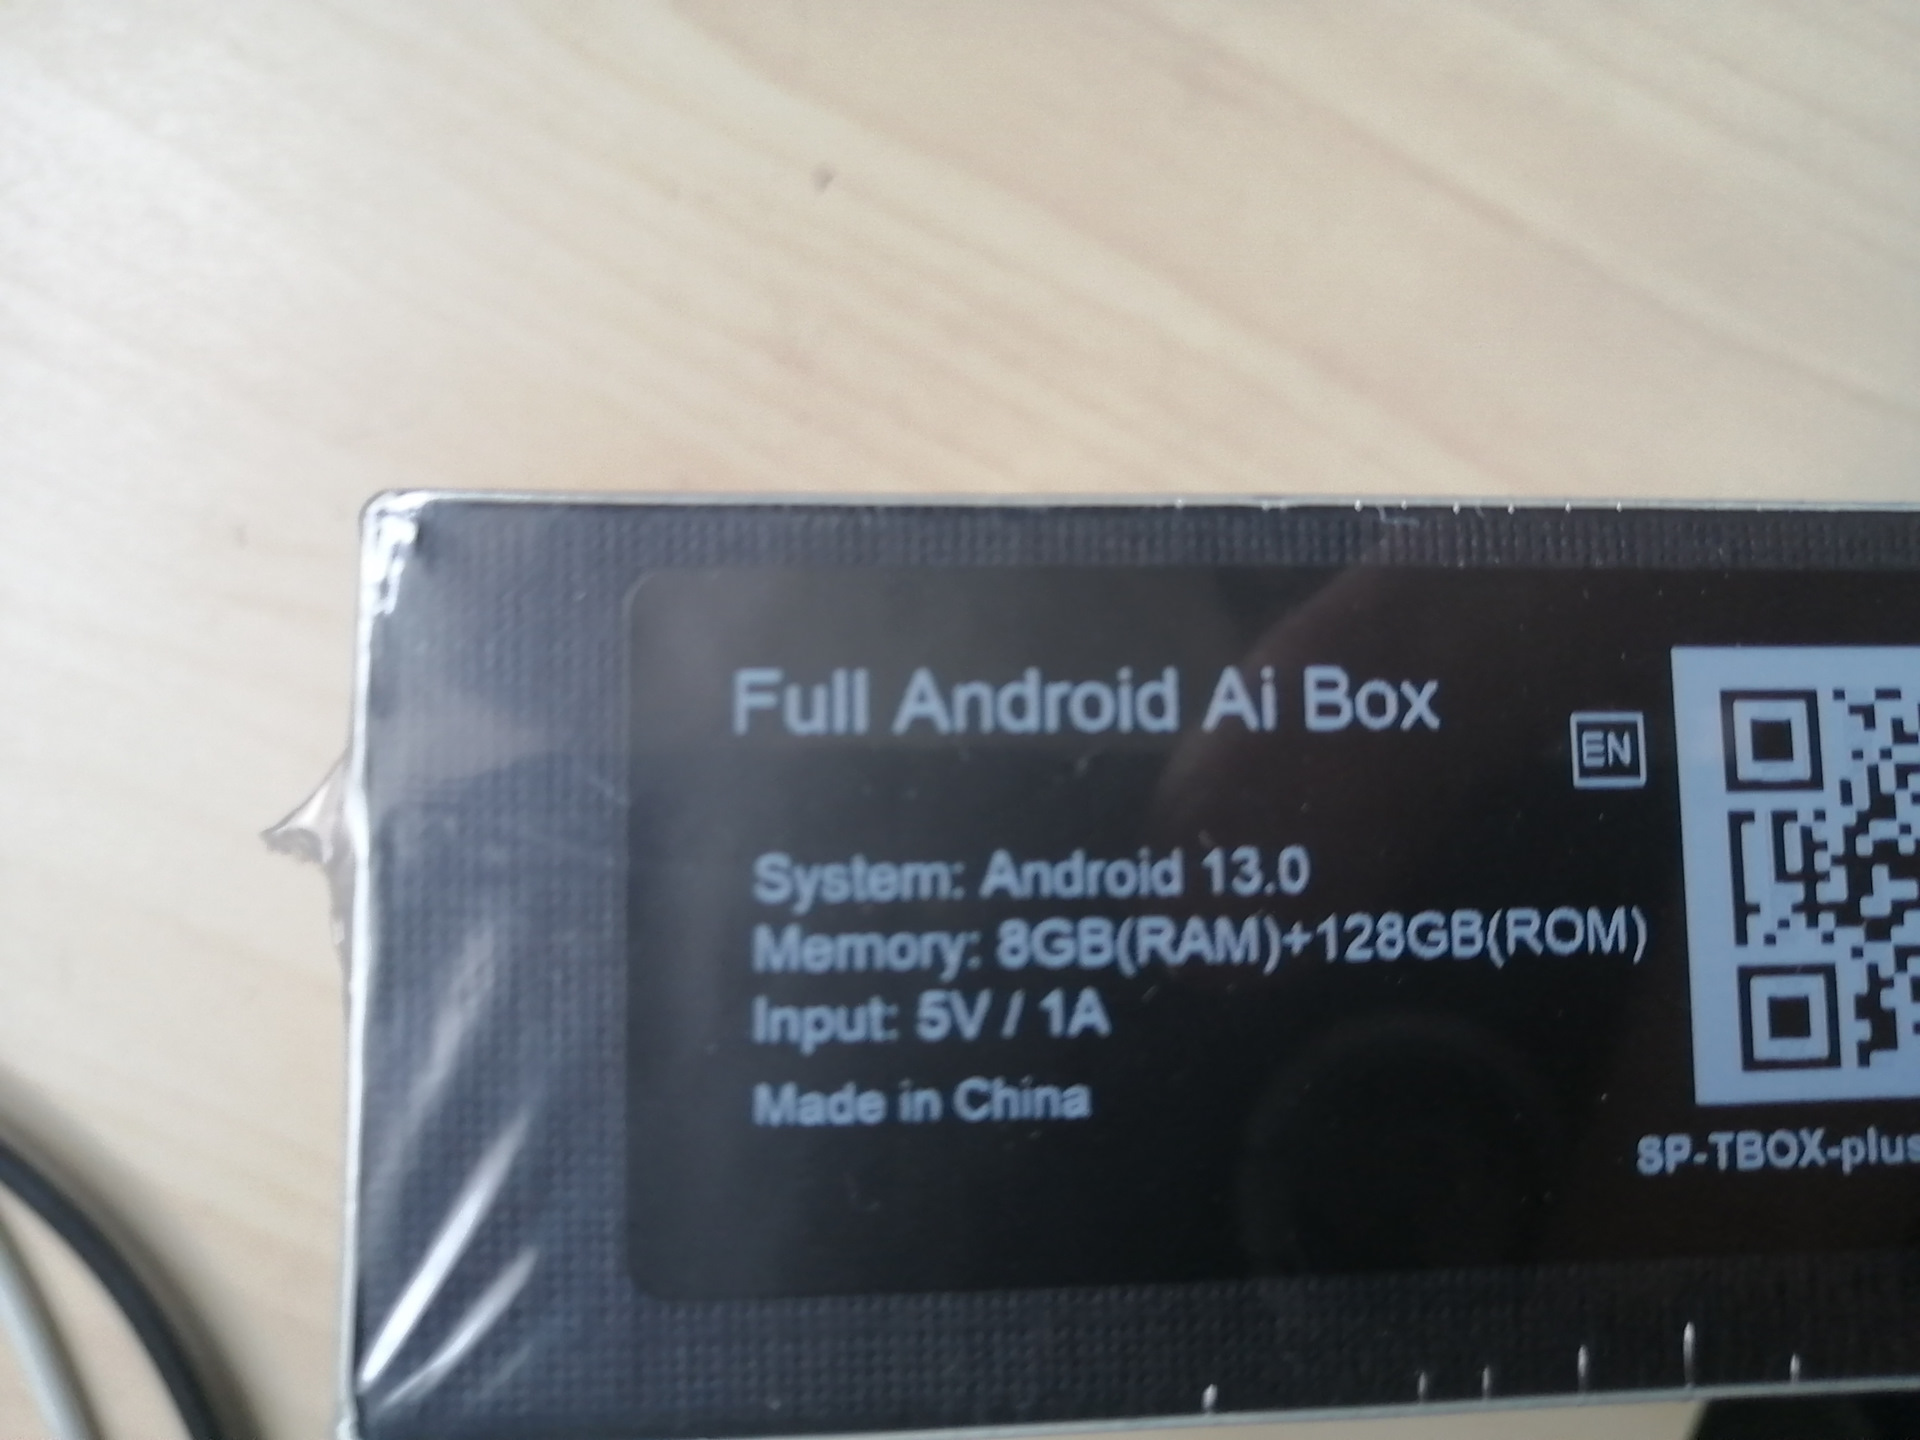 Full Android Ai Box
EN
System: Android 13.0
Memory: 8GB(RAM)+128GB(ROM)
Input: 5V / 1A
Made in China
SP-TBOX-plus